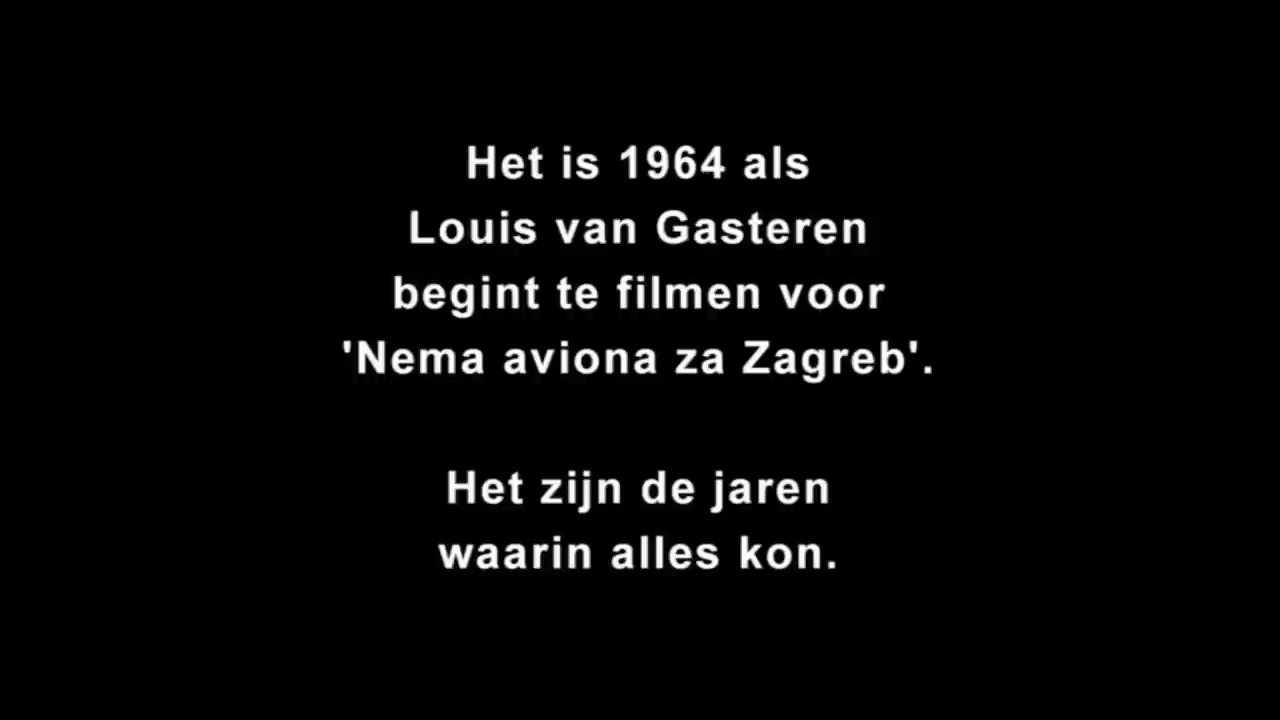 Het is 1964 als
Louis van Gasteren
begint te filmen voor
'Nema aviona za Zagreb'.
Het zijn de jaren
waarin alles kon.